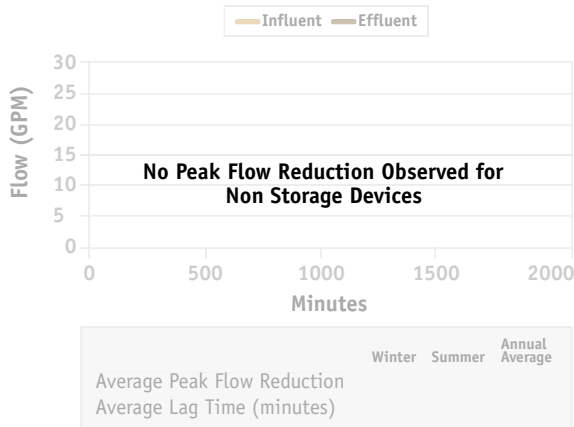 Influent Effluent
30
25
20
15
10
5
0
Flow (GPM)
No Peak Flow Reduction Observed for
Non Storage Devices
0 500 1000 1500 2000
Minutes
Winter Summer Annual Average
Average Peak Flow Reduction
Average Lag Time (minutes)